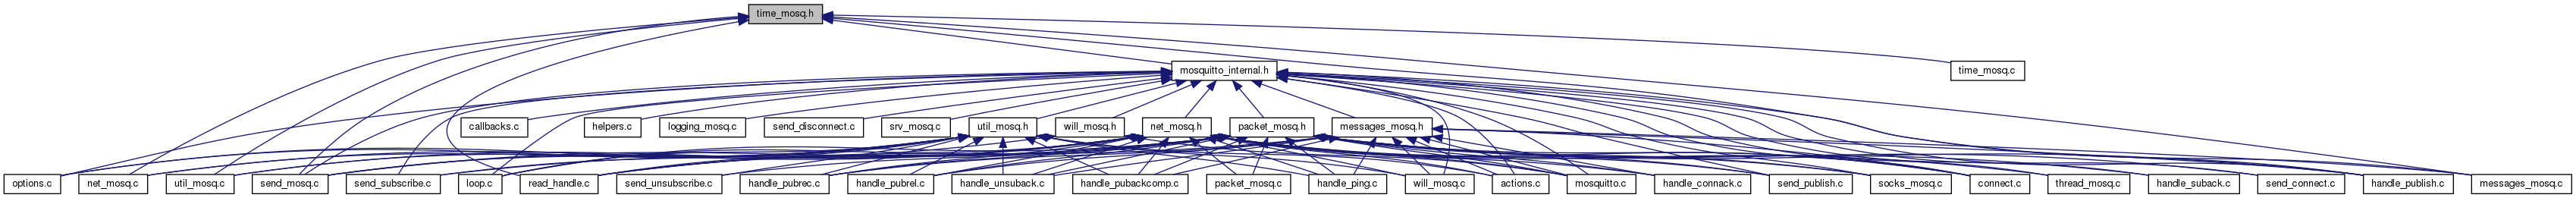 time_mosq.h
mosquitto_internal.h
time_mosq.c
callbacks.c
helpers.c
logging_mosq.c
send_disconnect.c
srv_mosq.c
util_mosq.h
will_mosq.h
net_mosq.h
packet_mosq.h
messages_mosq.h
options.c
net_mosq.c
util_mosq.c
send_mosq.c
send_subscribe.c
loop.c
read_handle.c
send_unsubscribe.c
handle_pubrec.c
handle_pubrel.c
handle_unsuback.c
handle_pubackcomp.c
packet_mosq.c
handle_ping.c
will_mosq.c
actions.c
mosquitto.c
handle_connack.c
send_publish.c
socks_mosq.c
connect.c
thread_mosq.c
handle_suback.c
send_connect.c
handle_publish.c
messages_mosq.c